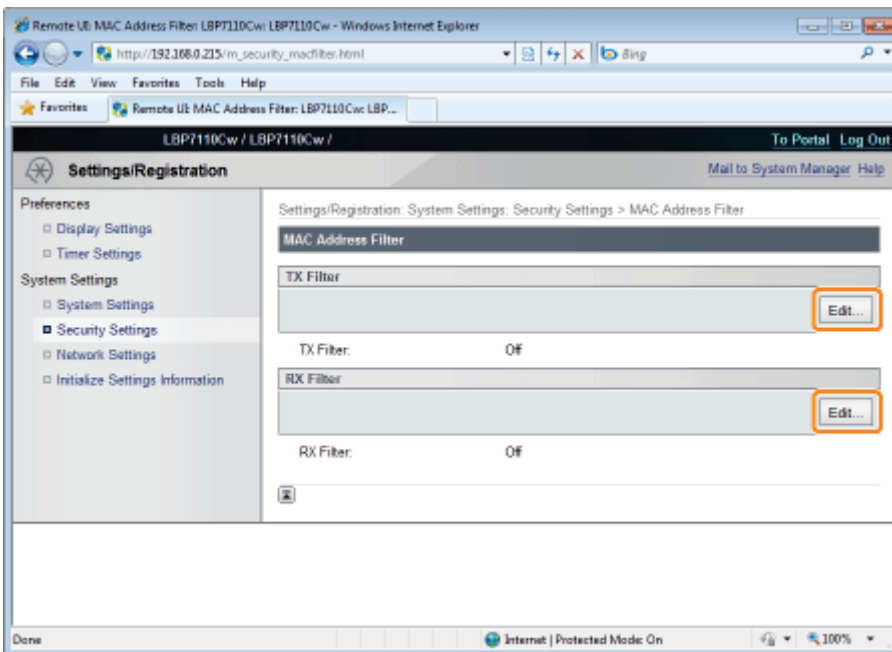 Remote UI: MAC Address Filter: LBP7110Cw: LBP7110Cw - Windows Internet Explorer
http://192.168.0.215/m_security_macfilter.html
Bing
File Edit View Favorites Tools Help
Favorites
Remote UI: MAC Address Filter: LBP7110Cw: LBP...
LBP7110Cw / LBP7110Cw /
To Portal Log Out
Settings/Registration
Mail to System Manager Help
Preferences
Display Settings
Timer Settings
System Settings
System Settings
Security Settings
Network Settings
Initialize Settings Information
Settings/Registration: System Settings: Security Settings > MAC Address Filter
MAC Address Filter
TX Filter
Edit...
TX Filter: Off
RX Filter
Edit...
RX Filter: Off
Done
Internet | Protected Mode: On
100%